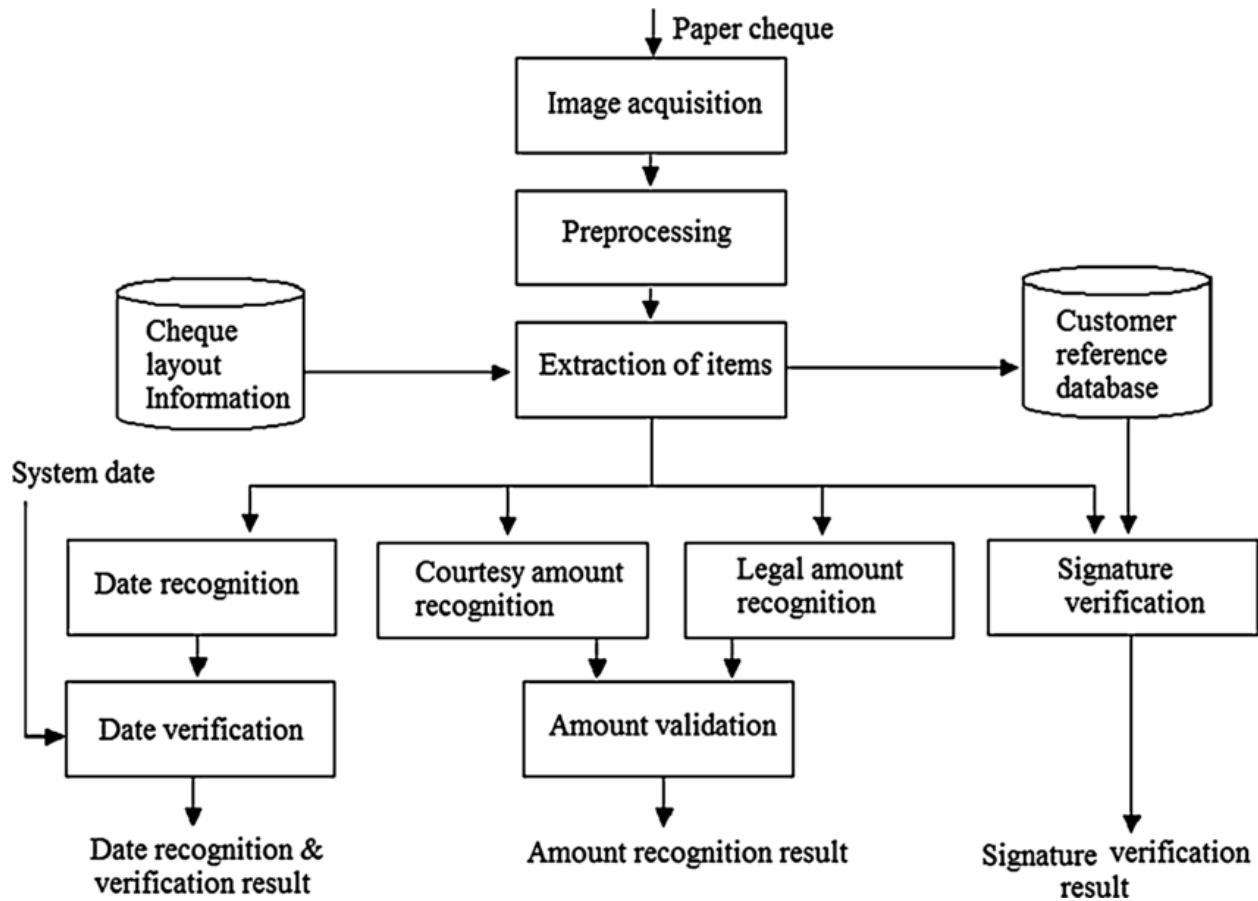 Paper cheque
Image acquisition
Preprocessing
Cheque
layout
Information
Extraction of items
Customer
reference
database
System date
Date recognition
Courtesy amount
recognition
Legal amount
recognition
Signature
verification
Date verification
Amount validation
Date recognition &
verification result
Amount recognition result
Signature verification
result